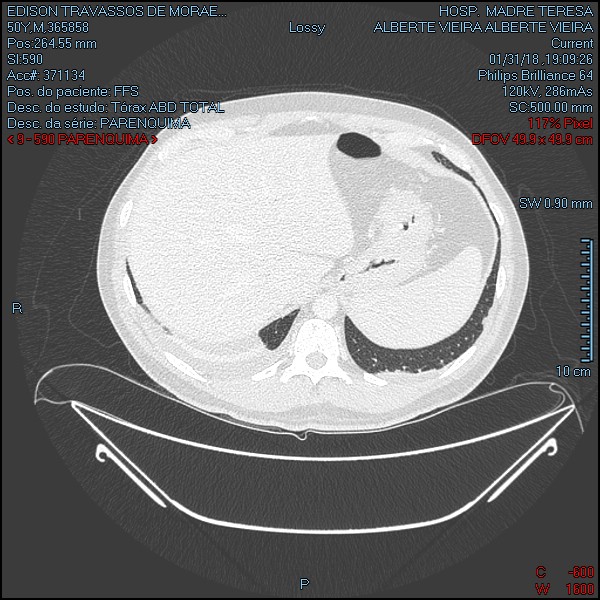 EDISON TRAVASSOS DE MORAE...
50Y,M,365858
Pos:264.55 mm
SI:590
Acc#: 371134
Pos. do paciente: FFS
Desc. do estudo: Tórax ABD TOTAL
Desc. da série: PARENQUIMA
< 9 - 590 PARENQUIMA >
Lossy
HOSP. MADRE TERESA
ALBERTE VIEIRA ALBERTE VIEIRA
Current
01/31/18 ,19:09:26
Philips Brilliance 64
120kV, 286mAs
SC:500.00 mm
117% Pixel
DFOV 49.9 x 49.9 cm
SW 0.90 mm
R
10 cm
P
C -600
W 1600